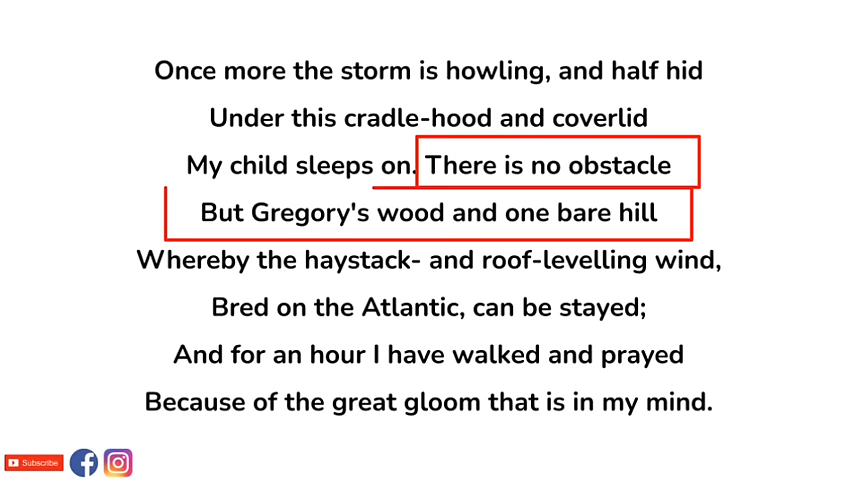 Once more the storm is howling, and half hid
Under this cradle-hood and coverlid
My child sleeps on. There is no obstacle
But Gregory's wood and one bare hill
Whereby the haystack- and roof-levelling wind,
Bred on the Atlantic, can be stayed;
And for an hour I have walked and prayed
Because of the great gloom that is in my mind.
Subscribe